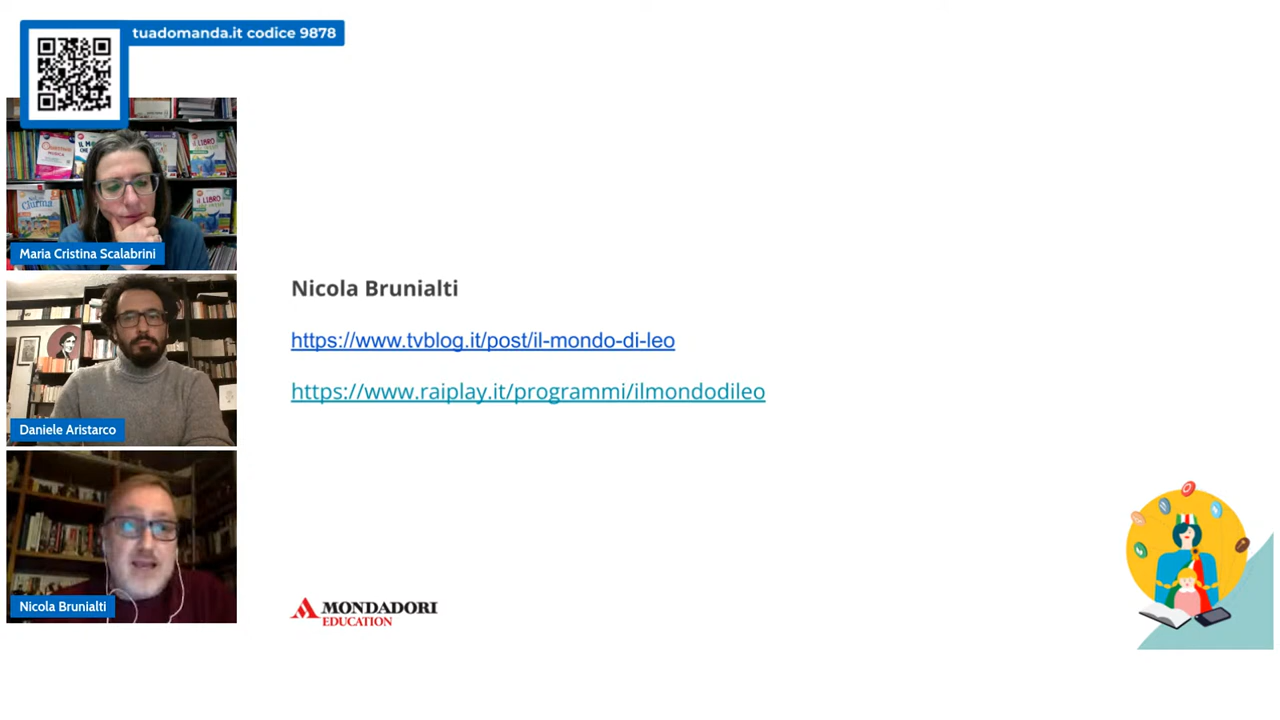 tuadomanda.it codice 9878
Maria Cristina Scalabrini
Daniele Aristarco
Nicola Brunialti
Nicola Brunialti
https://www.tvblog.it/post/il-mondo-di-leo
https://www.raiplay.it/programmi/ilmondodileo
MONDADORI
EDUCATION